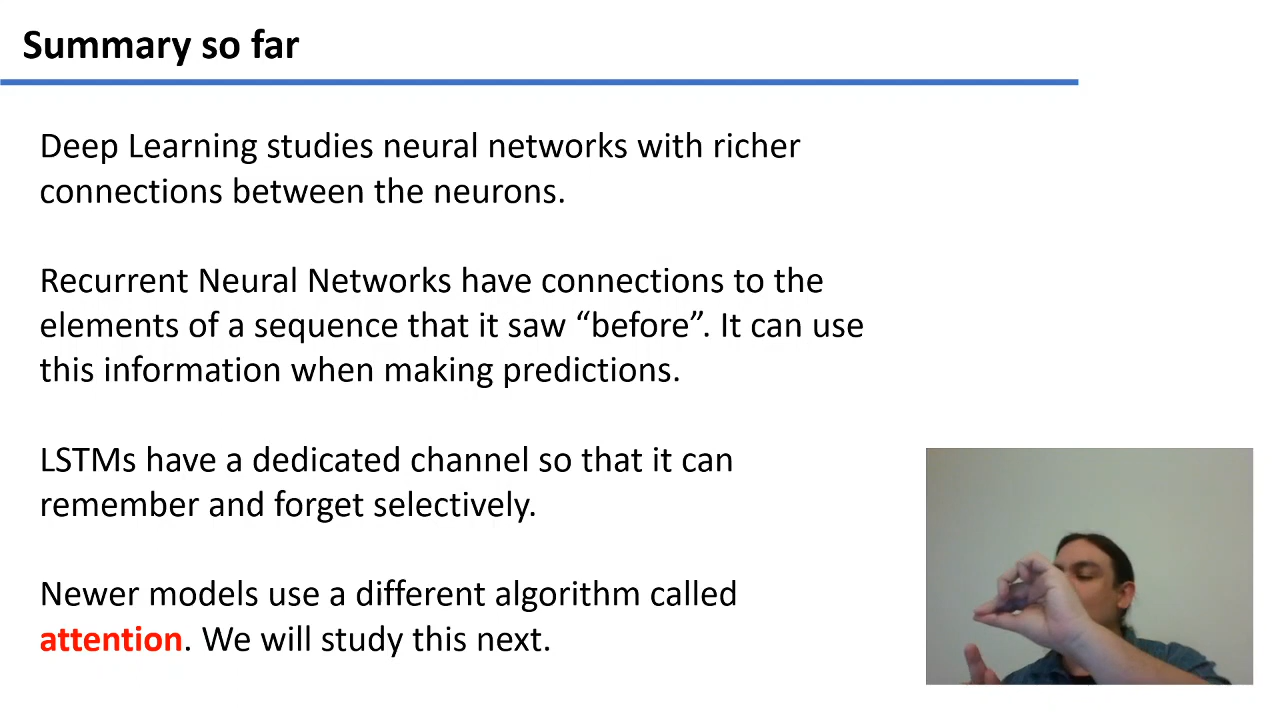 Summary so far
Deep Learning studies neural networks with richer
connections between the neurons.
Recurrent Neural Networks have connections to the
elements of a sequence that it saw “before”. It can use
this information when making predictions.
LSTMs have a dedicated channel so that it can
remember and forget selectively.
Newer models use a different algorithm called
attention. We will study this next.